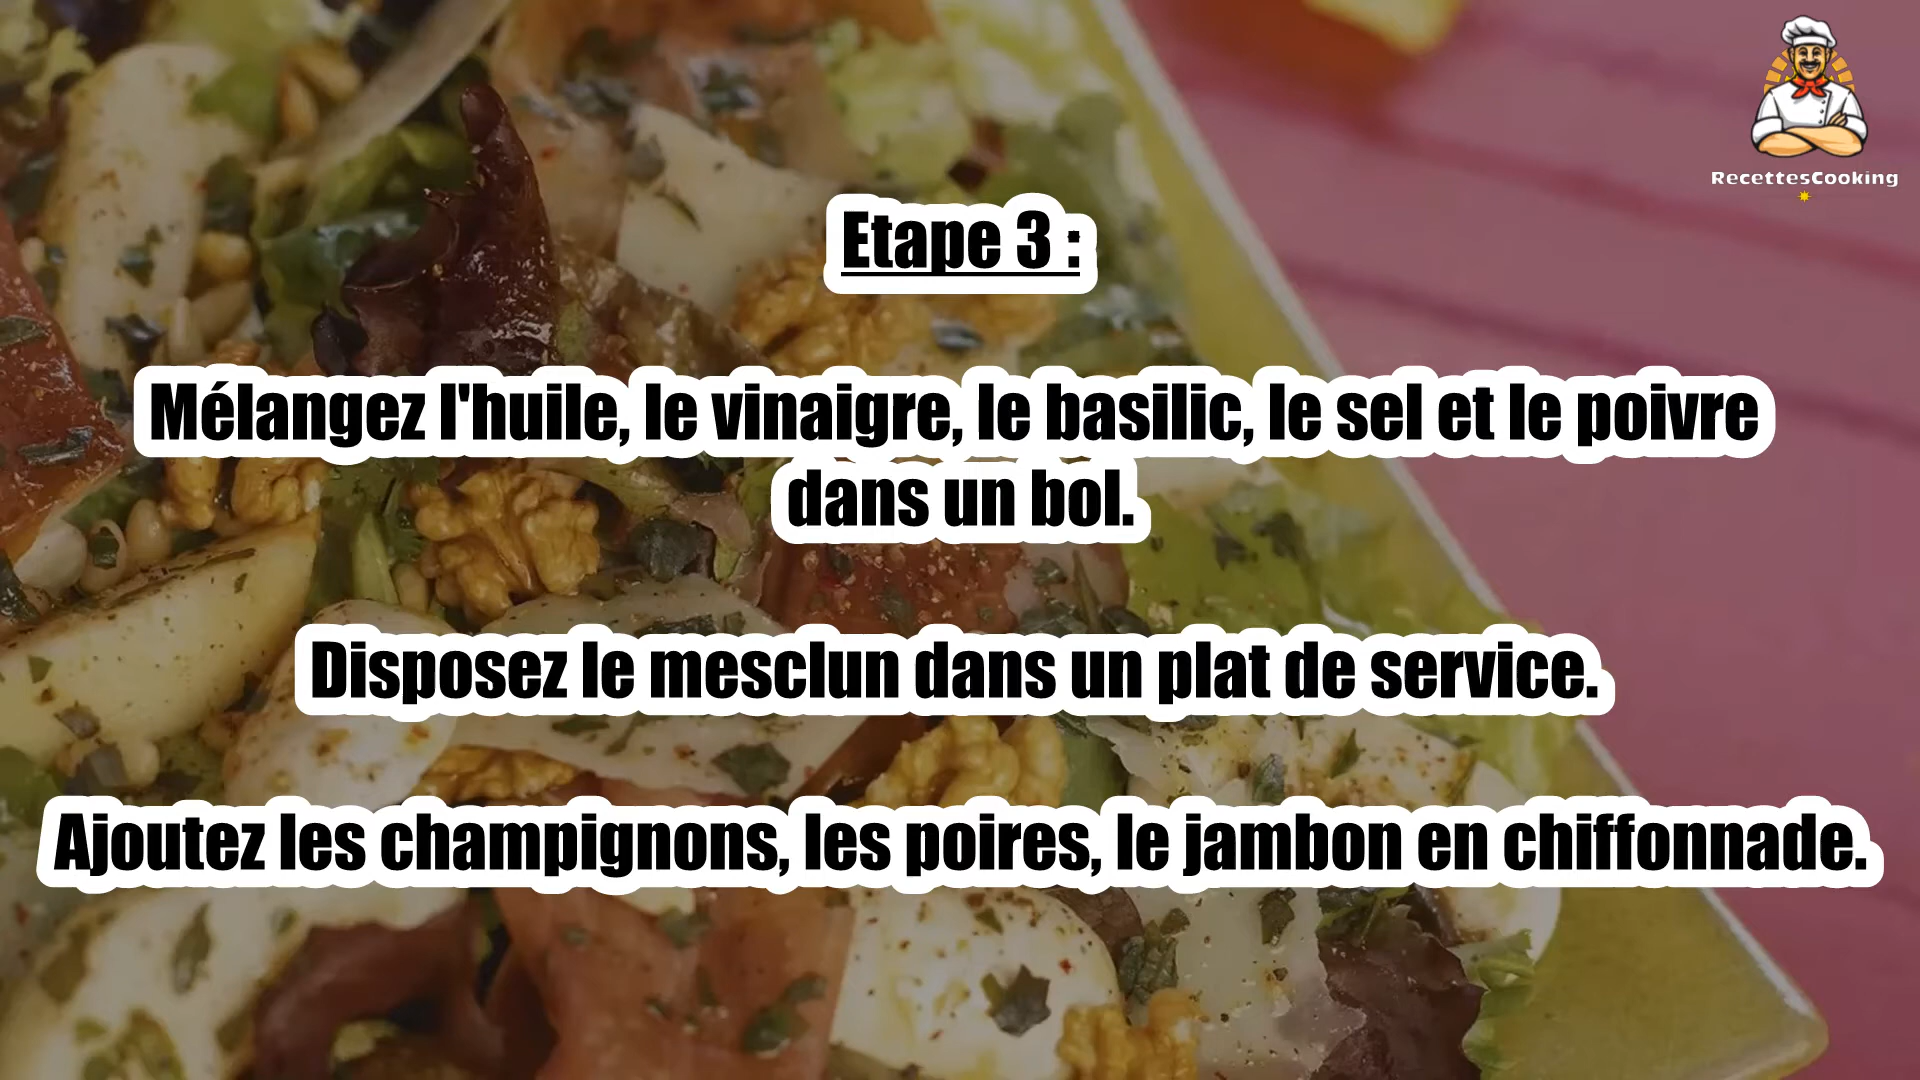 RecettesCooking
Etape 3 :
Mélangez l'huile, le vinaigre, le basilic, le sel et le poivre
dans un bol.
Disposez le mesclun dans un plat de service.
Ajoutez les champignons, les poires, le jambon en chiffonnade.